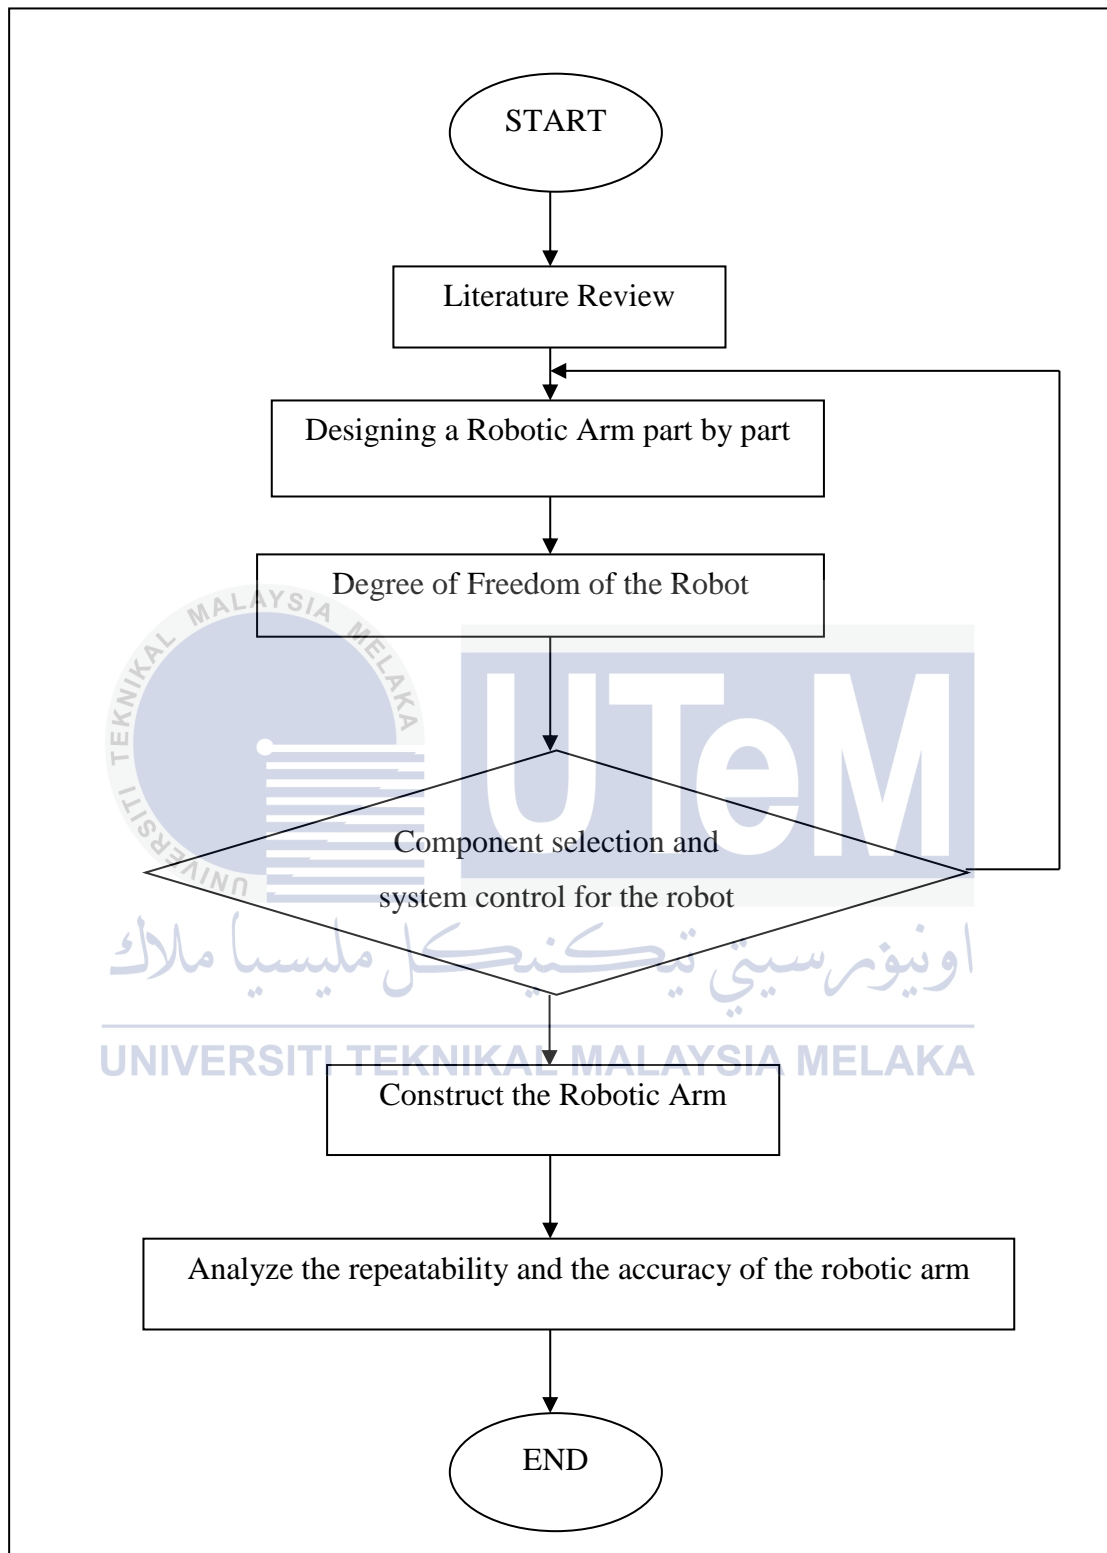 START
Literature Review
Designing a Robotic Arm part by part
Degree of Freedom of the Robot
UNIVERSITI TEKNIKAL MALAYSIA MELAKA
UTeM
Component selection and
system control for the robot
اونيۏرسيتي تيكنيكل مليسيا ملاك
UNIVERSITI TEKNIKAL MALAYSIA MELAKA
Construct the Robotic Arm
Analyze the repeatability and the accuracy of the robotic arm
END